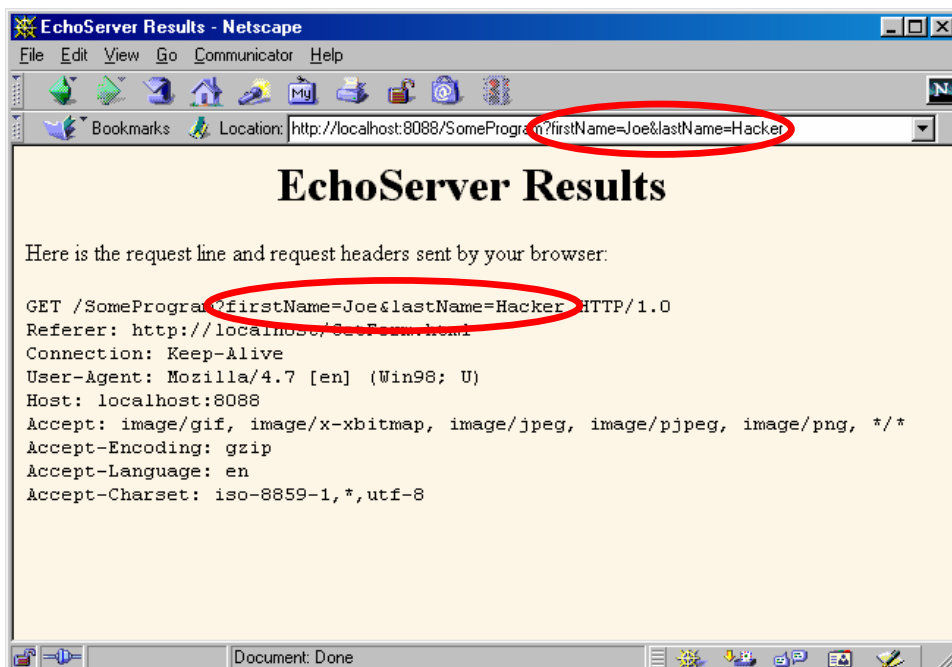 EchoServer Results - Netscape
File Edit View Go Communicator Help
My
N
Bookmarks Location: http://localhost:8088/SomeProgram?firstName=Joe&lastName=Hacker
EchoServer Results
Here is the request line and request headers sent by your browser:
GET /SomeProgram?firstName=Joe&lastName=Hacker HTTP/1.0
Referer: http://localhost/GetForm.html
Connection: Keep-Alive
User-Agent: Mozilla/4.7 [en] (Win98; U)
Host: localhost:8088
Accept: image/gif, image/x-xbitmap, image/jpeg, image/pjpeg, image/png, */*
Accept-Encoding: gzip
Accept-Language: en
Accept-Charset: iso-8859-1,*,utf-8
Document: Done